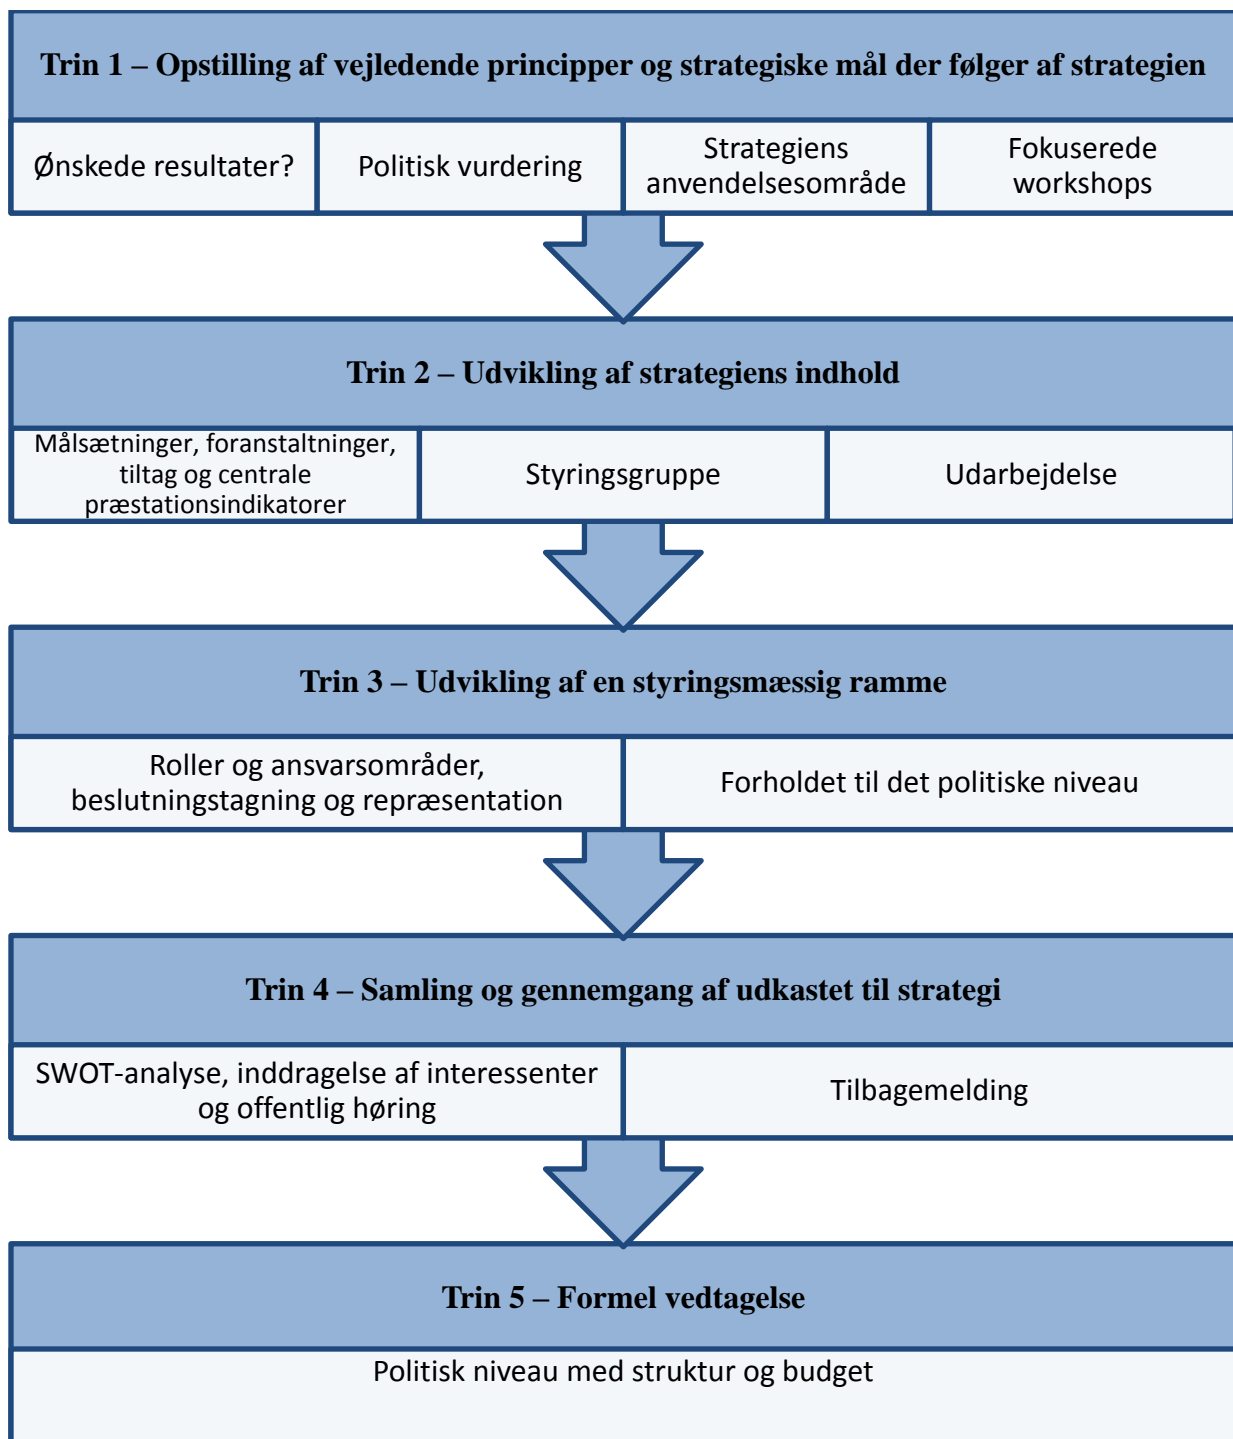 Trin 1 – Opstilling af vejledende principper og strategiske mål der følger af strategien
Ønskede resultater?
Politisk vurdering
Strategiens
anvendelsesområde
Fokuserede
workshops
Trin 2 – Udvikling af strategiens indhold
Målsætninger, foranstaltninger,
tiltag og centrale
præstationsindikatorer
Styringsgruppe
Udarbejdelse
Trin 3 – Udvikling af en styringsmæssig ramme
Roller og ansvarsområder,
beslutningstagning og repræsentation
Forholdet til det politiske niveau
Trin 4 – Samling og gennemgang af udkastet til strategi
SWOT-analyse, inddragelse af interessenter
og offentlig høring
Tilbagemelding
Trin 5 – Formel vedtagelse
Politisk niveau med struktur og budget